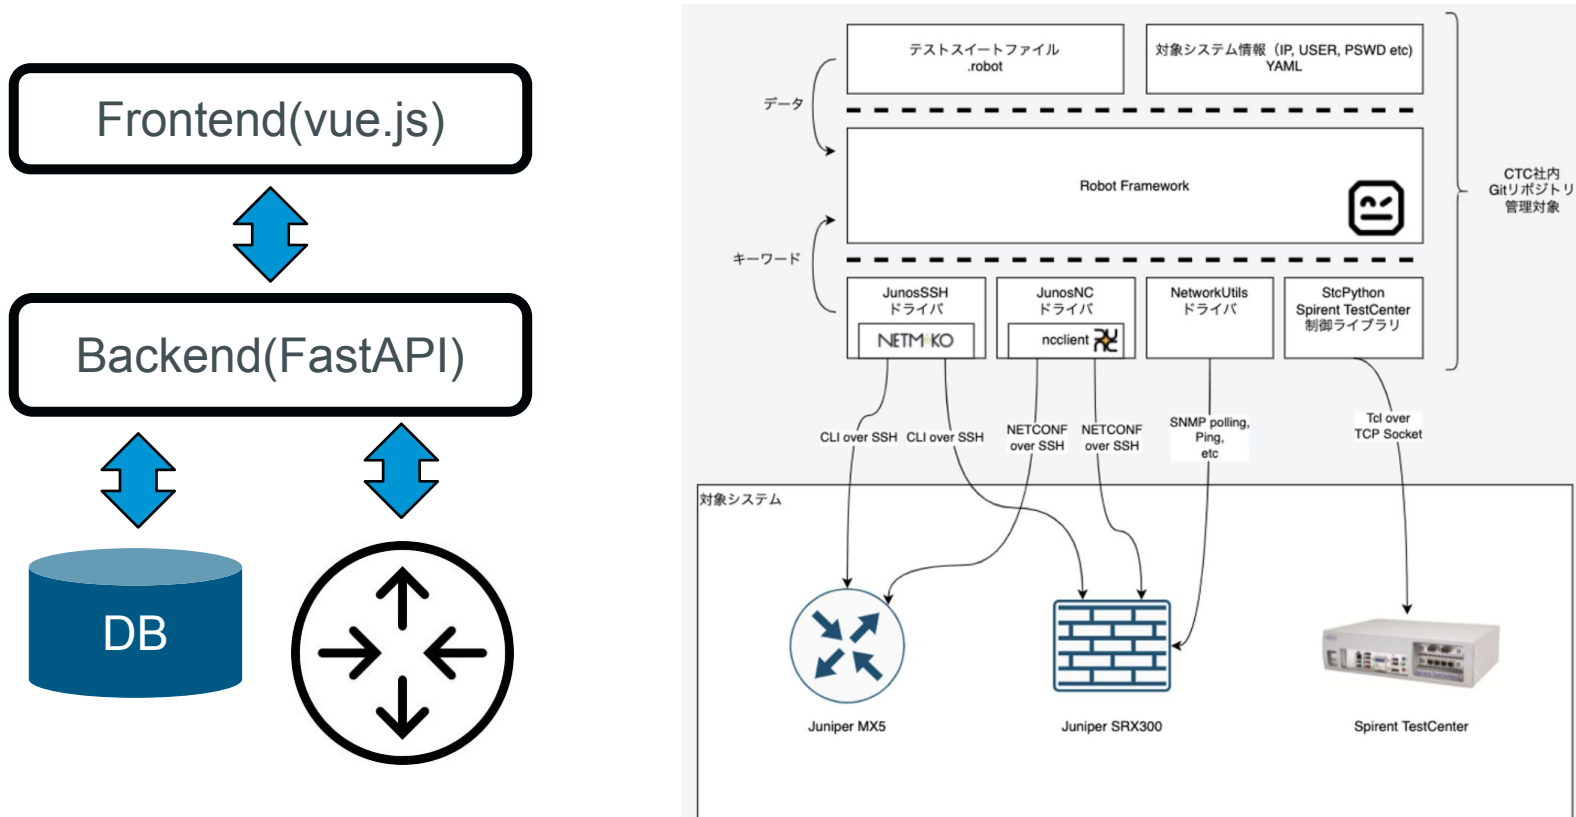 Frontend(vue.js)
Backend(FastAPI)
DB
テストスイートファイル
.robot
対象システム情報（IP, USER, PSWD etc)
YAML
データ
Robot Framework
CTC社内
Gitリポジトリ
管理対象
キーワード
JunosSSH
ドライバ
NETMIKO
JunosNC
ドライバ
ncclient
NetworkUtils
ドライバ
StcPython
Spirent TestCenter
制御ライブラリ
CLI over SSH
CLI over SSH
NETCONF
over SSH
NETCONF
over SSH
SNMP polling,
Ping,
etc
Tcl over
TCP Socket
対象システム
Juniper MX5
Juniper SRX300
Spirent TestCenter